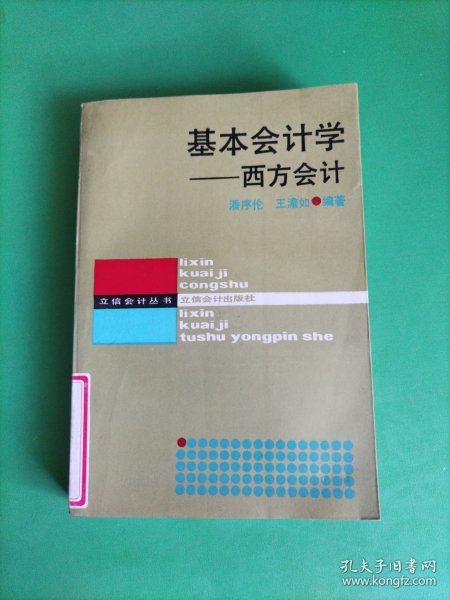 基本会计学
——西方会计
潘序伦 王澹如●编著
lixin
kuaiji
congshu
立信会计丛书 立信会计出版社
lixin
kuaiji
tushu yongpin she
孔夫子旧书网
www.kongfz.com